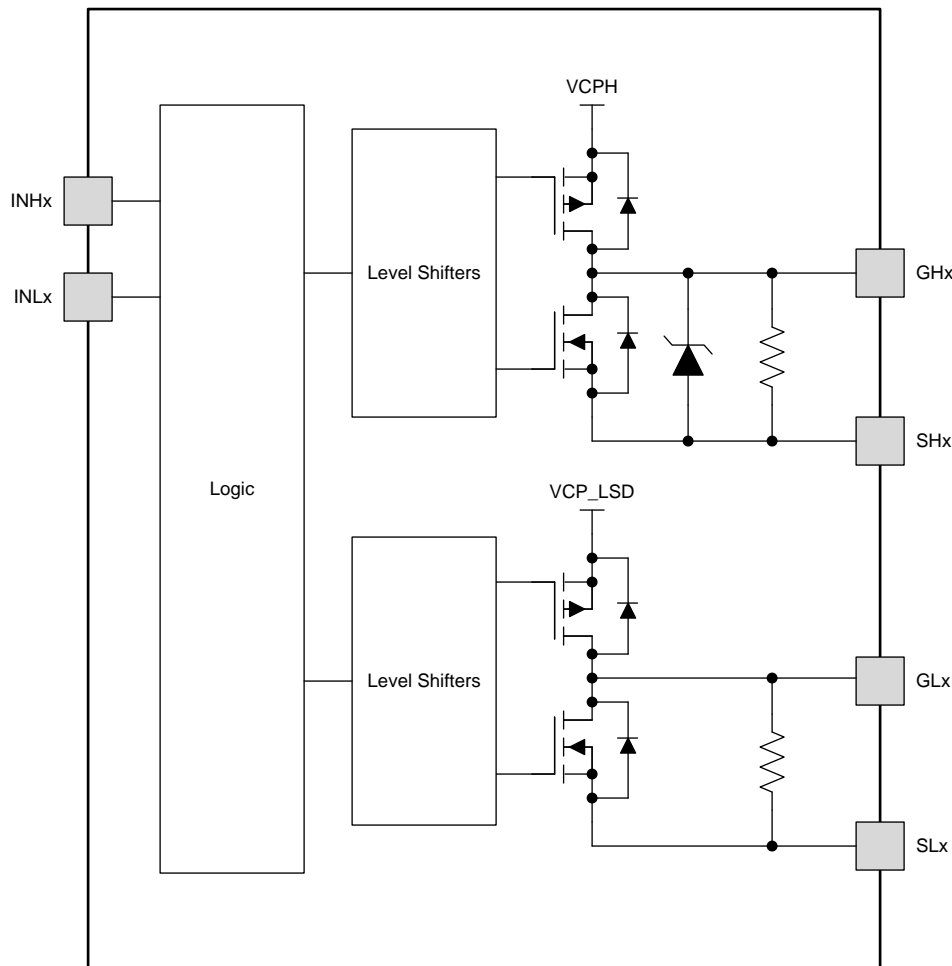 VCPH
INHx
INLx
Level Shifters
GHx
SHx
Logic
VCP_LSD
Level Shifters
GLx
SLx